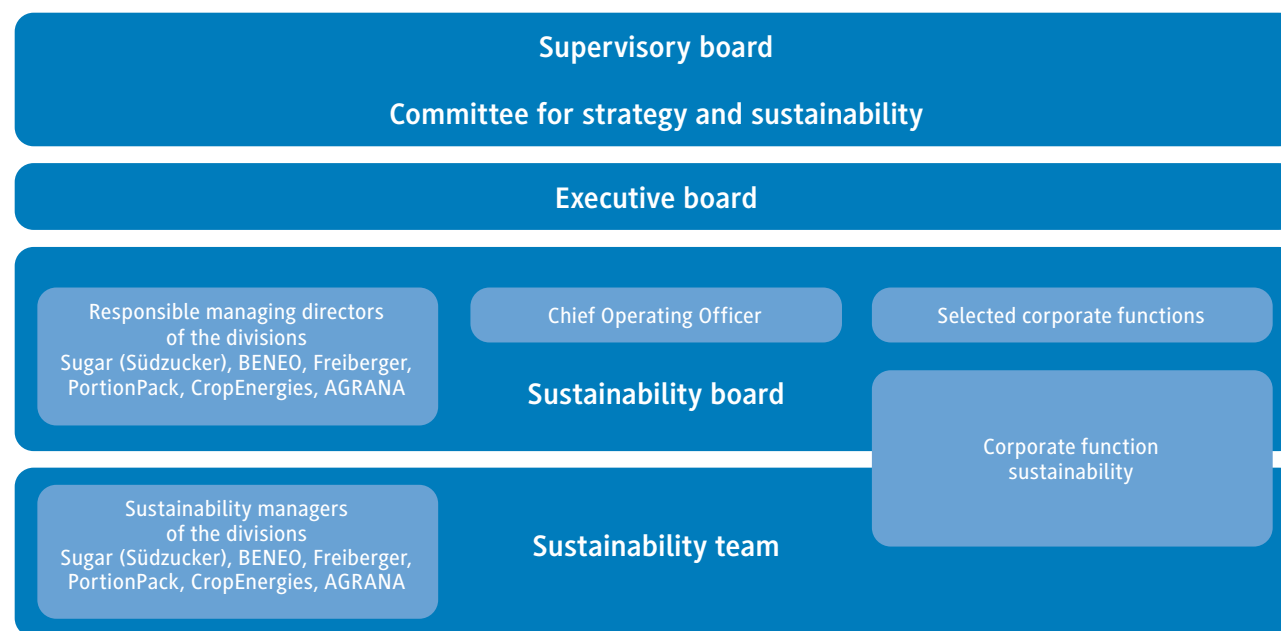 Supervisory board
Committee for strategy and sustainability
Executive board
Responsible managing directors
of the divisions
Sugar (Südzucker), BENEO, Freiberger,
PortionPack, CropEnergies, AGRANA
Chief Operating Officer
Selected corporate functions
Sustainability board
Corporate function
sustainability
Sustainability managers
of the divisions
Sugar (Südzucker), BENEO, Freiberger,
PortionPack, CropEnergies, AGRANA
Sustainability team